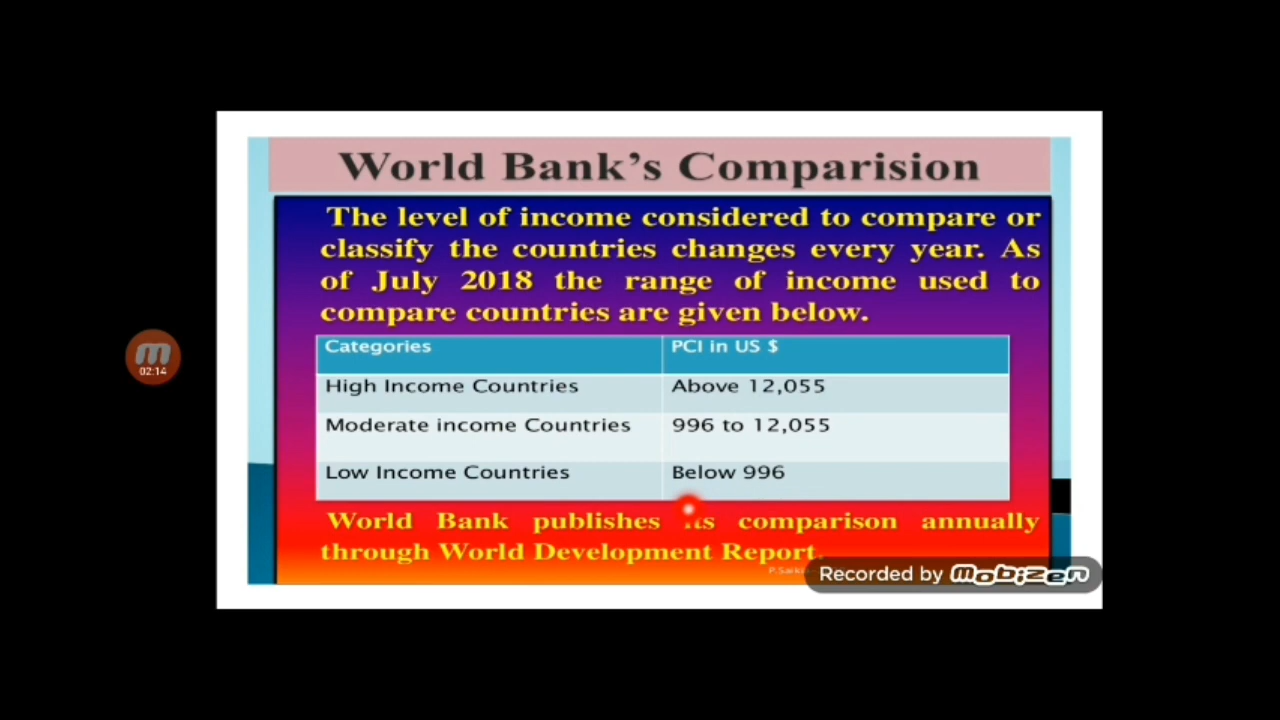 World Bank's Comparision
The level of income considered to compare or
classify the countries changes every year. As
of July 2018 the range of income used to
compare countries are given below.
Categories PCI in US $
High Income Countries Above 12,055
Moderate income Countries 996 to 12,055
Low Income Countries Below 996
World Bank publishes its comparison annually
through World Development Report.
Recorded by Mobizen
02:14